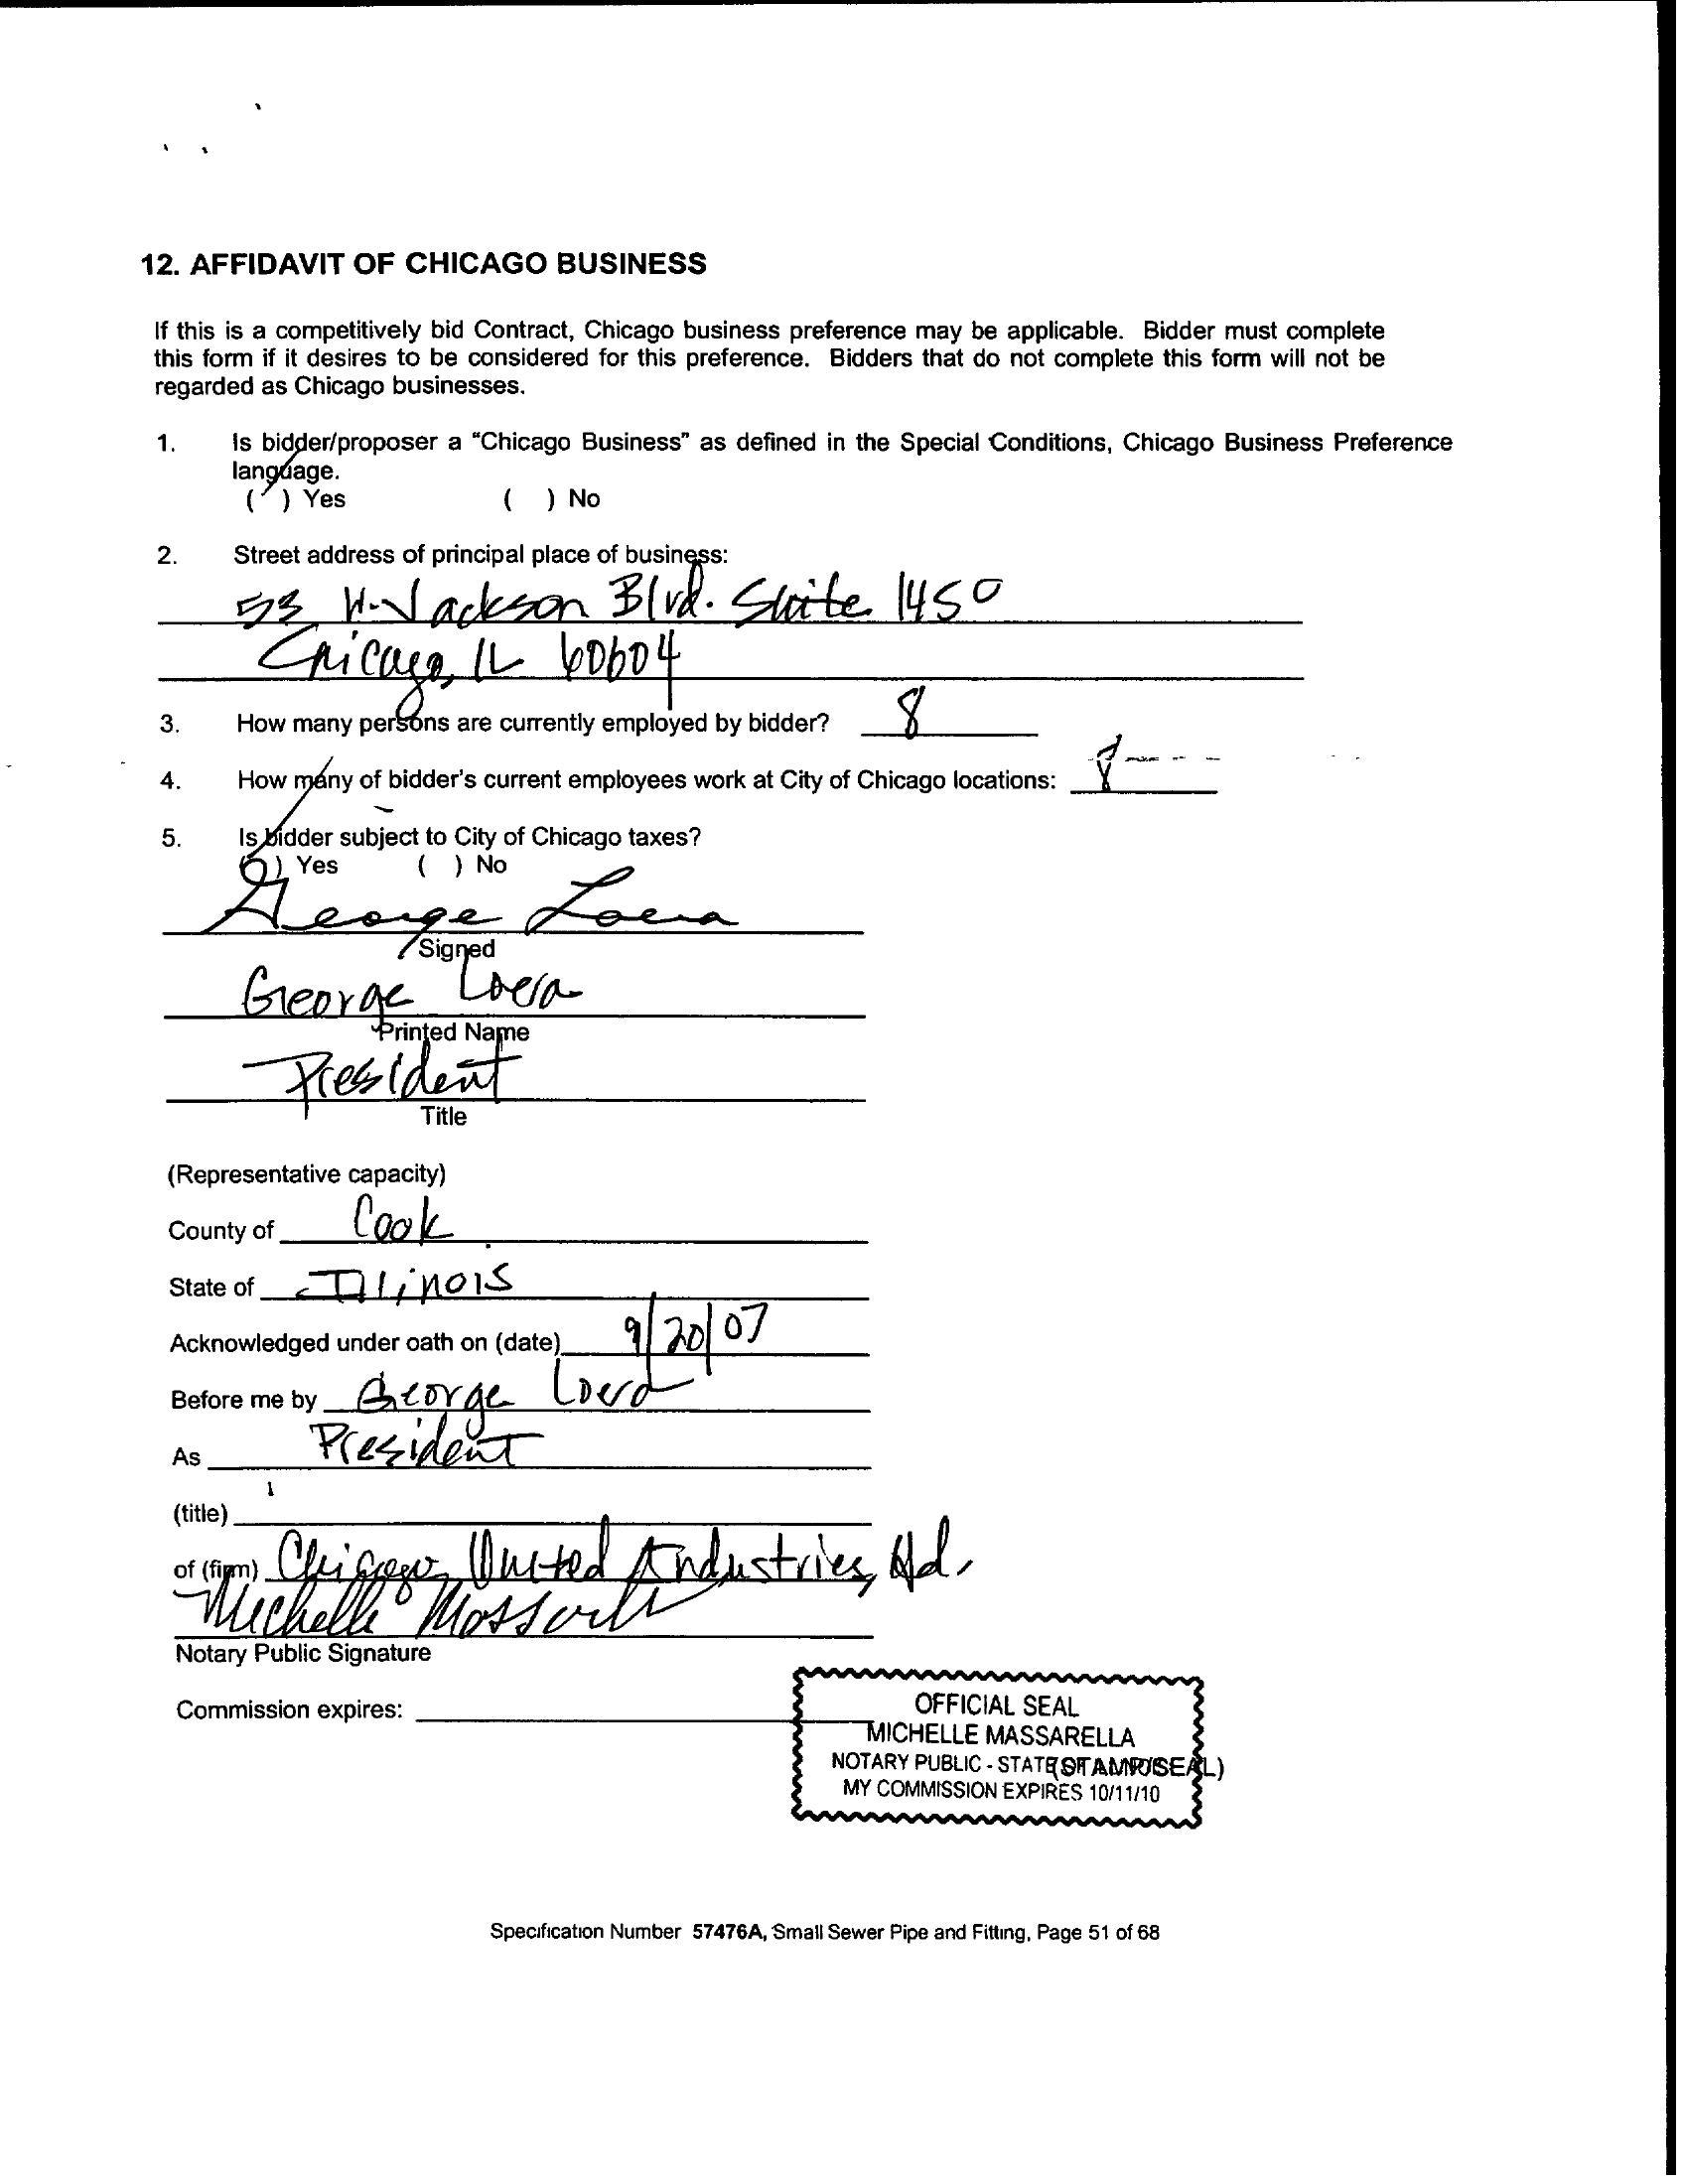 12. AFFIDAVIT OF CHICAGO BUSINESS
If this is a competitively bid Contract, Chicago business preference may be applicable. Bidder must complete
this form if it desires to be considered for this preference. Bidders that do not complete this form will not be
regarded as Chicago businesses.
1. Is bidder/proposer a “Chicago Business” as defined in the Special Conditions, Chicago Business Preference
language.
(✓) Yes ( ) No
2. Street address of principal place of business:
53 W. Jackson Blvd. Suite 1450
Chicago, IL 60604
3. How many persons are currently employed by bidder? 8
4. How many of bidder's current employees work at City of Chicago locations: 8
5. Is bidder subject to City of Chicago taxes?
(✓) Yes ( ) No
George Loera
Signed
George Loera
Printed Name
President
Title
(Representative capacity)
County of Cook
State of Illinois
Acknowledged under oath on (date) 9/20/07
Before me by George Loera
As President
(title)
of (firm) Chicago United Industries, Ltd.
Michelle Massarella
Notary Public Signature
Commission expires:
OFFICIAL SEAL
MICHELLE MASSARELLA
NOTARY PUBLIC - STATE (STAMP/SEAL)
MY COMMISSION EXPIRES 10/11/10
Specification Number 57476A, Small Sewer Pipe and Fitting, Page 51 of 68